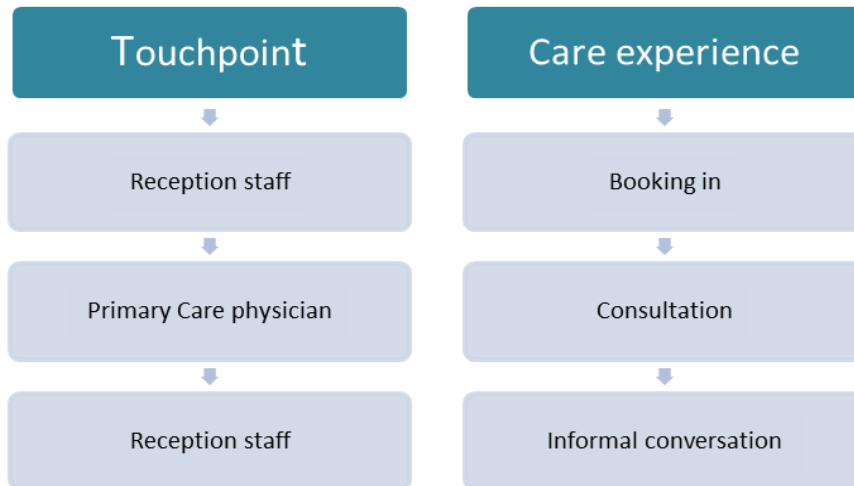 Touchpoint
Reception staff
Primary Care physician
Reception staff
Care experience
Booking in
Consultation
Informal conversation